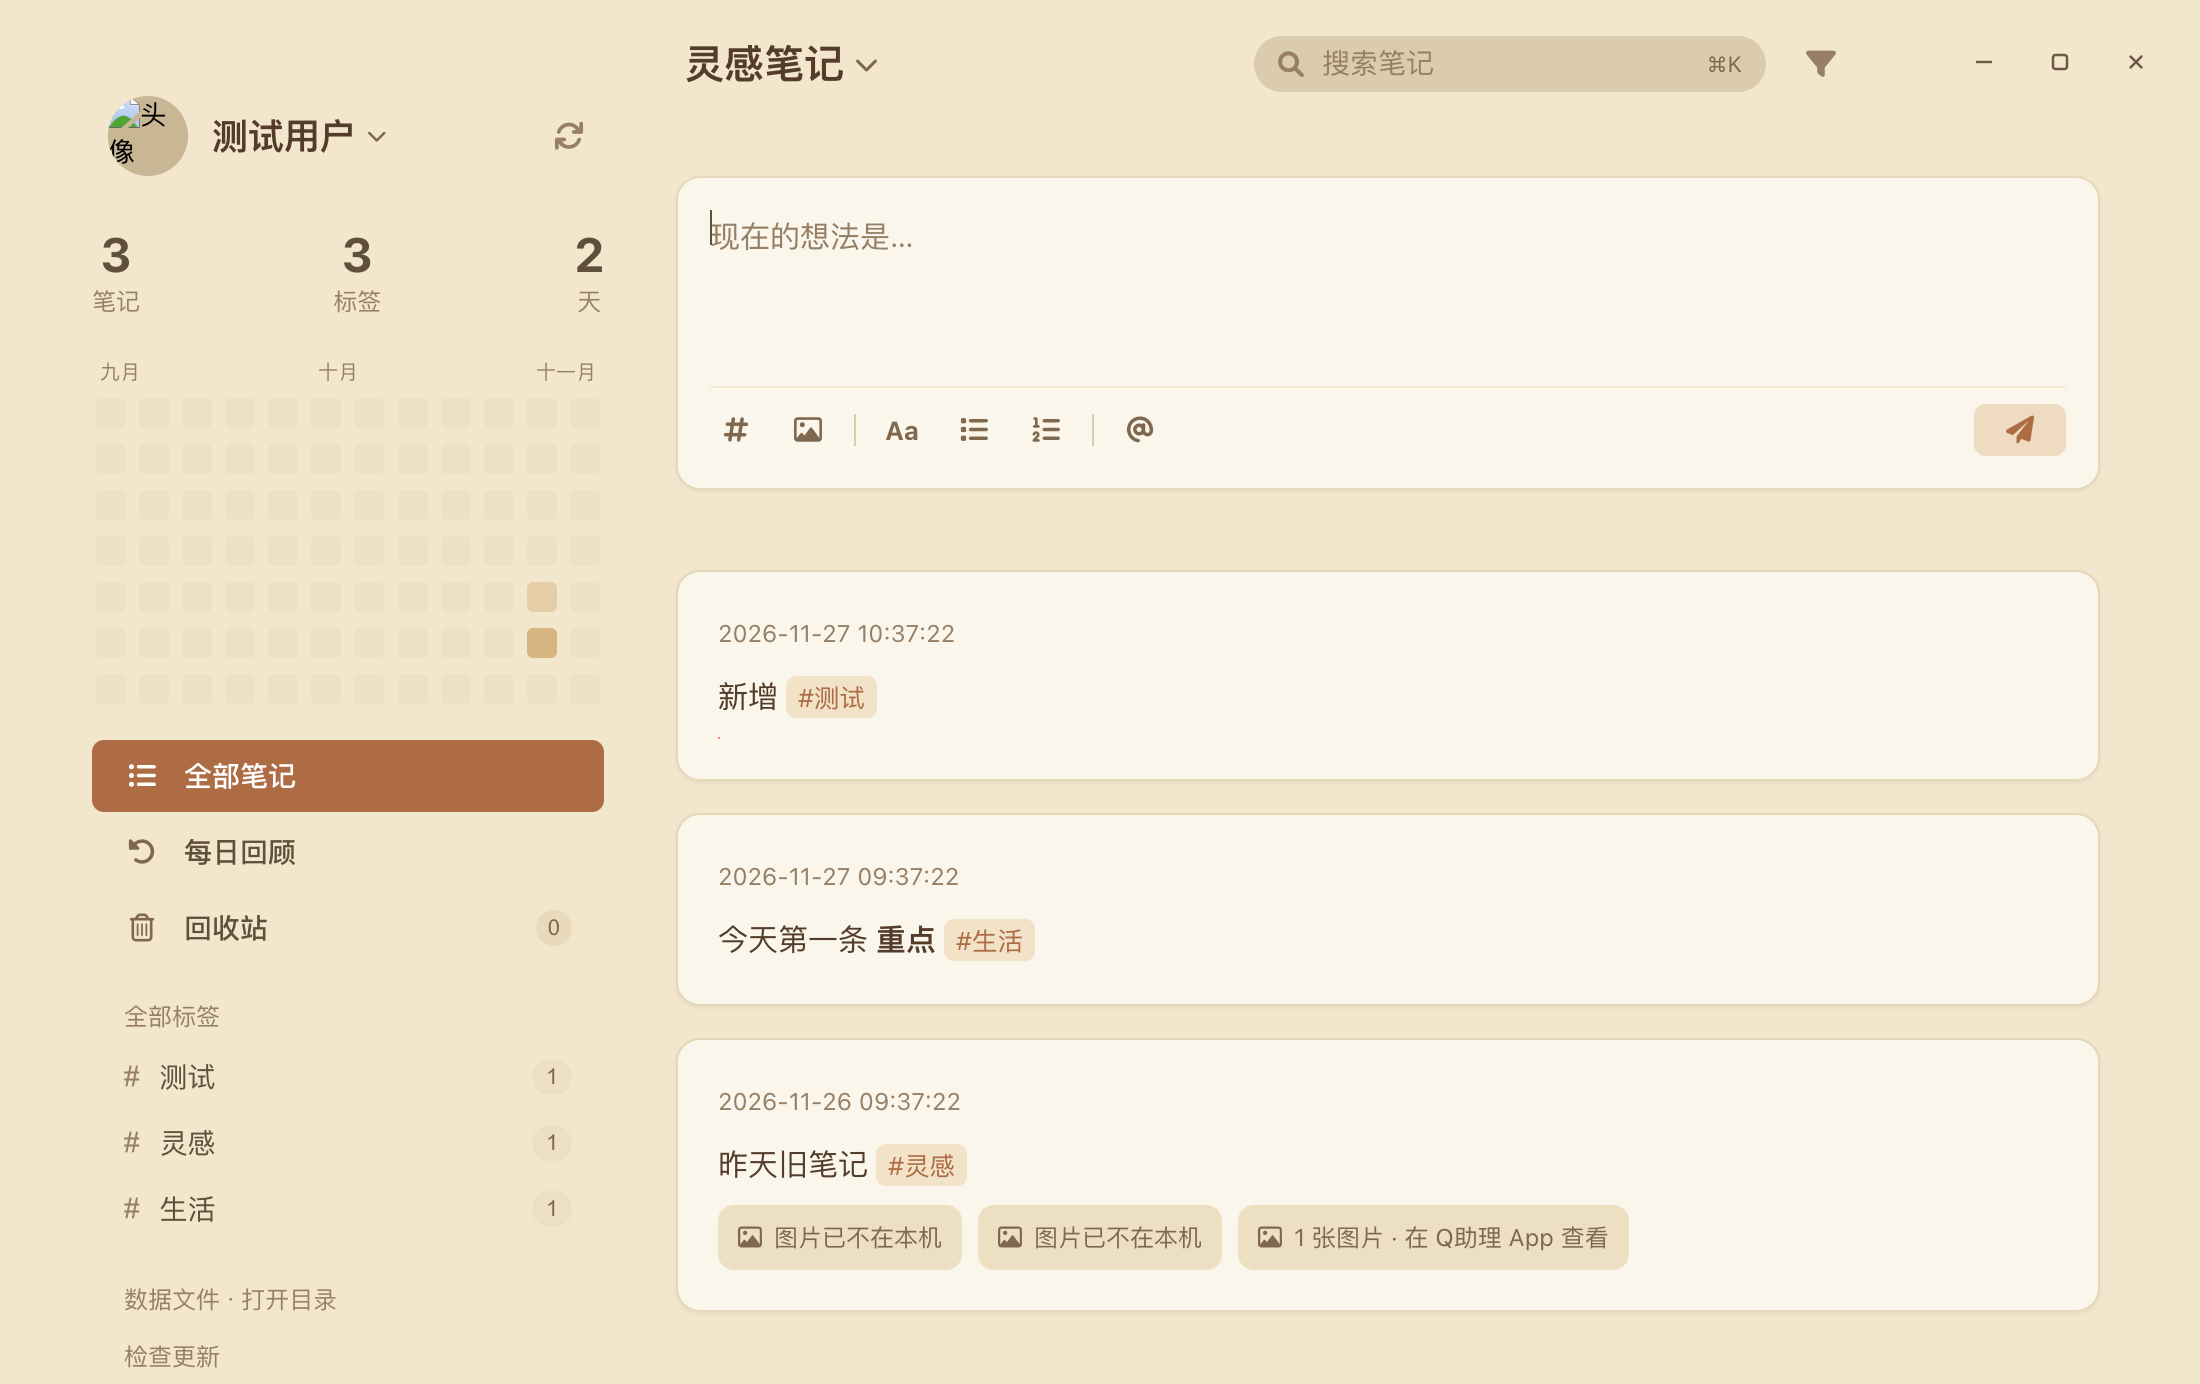 灵感笔记
搜索笔记 ⌘K
头像
测试用户
3 3 2
笔记 标签 天
九月 十月 十一月
全部笔记
每日回顾
回收站 0
全部标签
# 测试 1
# 灵感 1
# 生活 1
数据文件 · 打开目录
检查更新
现在的想法是...
# Aa @
2026-11-27 10:37:22
新增 #测试
2026-11-27 09:37:22
今天第一条 重点 #生活
2026-11-26 09:37:22
昨天旧笔记 #灵感
图片已不在本机 图片已不在本机 1 张图片 · 在 Q助理 App 查看